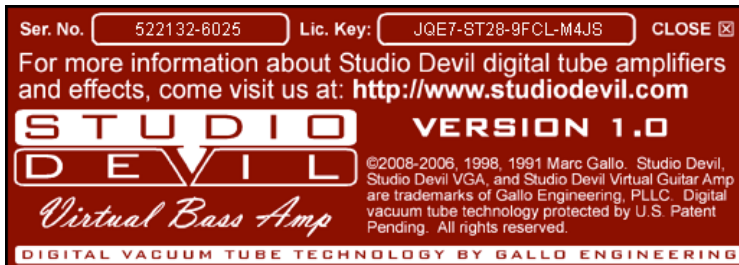 Ser. No. 522132-6025 Lic. Key: JQE7-ST28-9FCL-M4JS CLOSE
For more information about Studio Devil digital tube amplifiers
and effects, come visit us at: http://www.studiodevil.com
STUDIO
DEVIL
Virtual Bass Amp
VERSION 1.0
©2008-2006, 1998, 1991 Marc Gallo. Studio Devil,
Studio Devil VGA, and Studio Devil Virtual Guitar Amp
are trademarks of Gallo Engineering, PLLC. Digital
vacuum tube technology protected by U.S. Patent
Pending. All rights reserved.
DIGITAL VACUUM TUBE TECHNOLOGY BY GALLO ENGINEERING